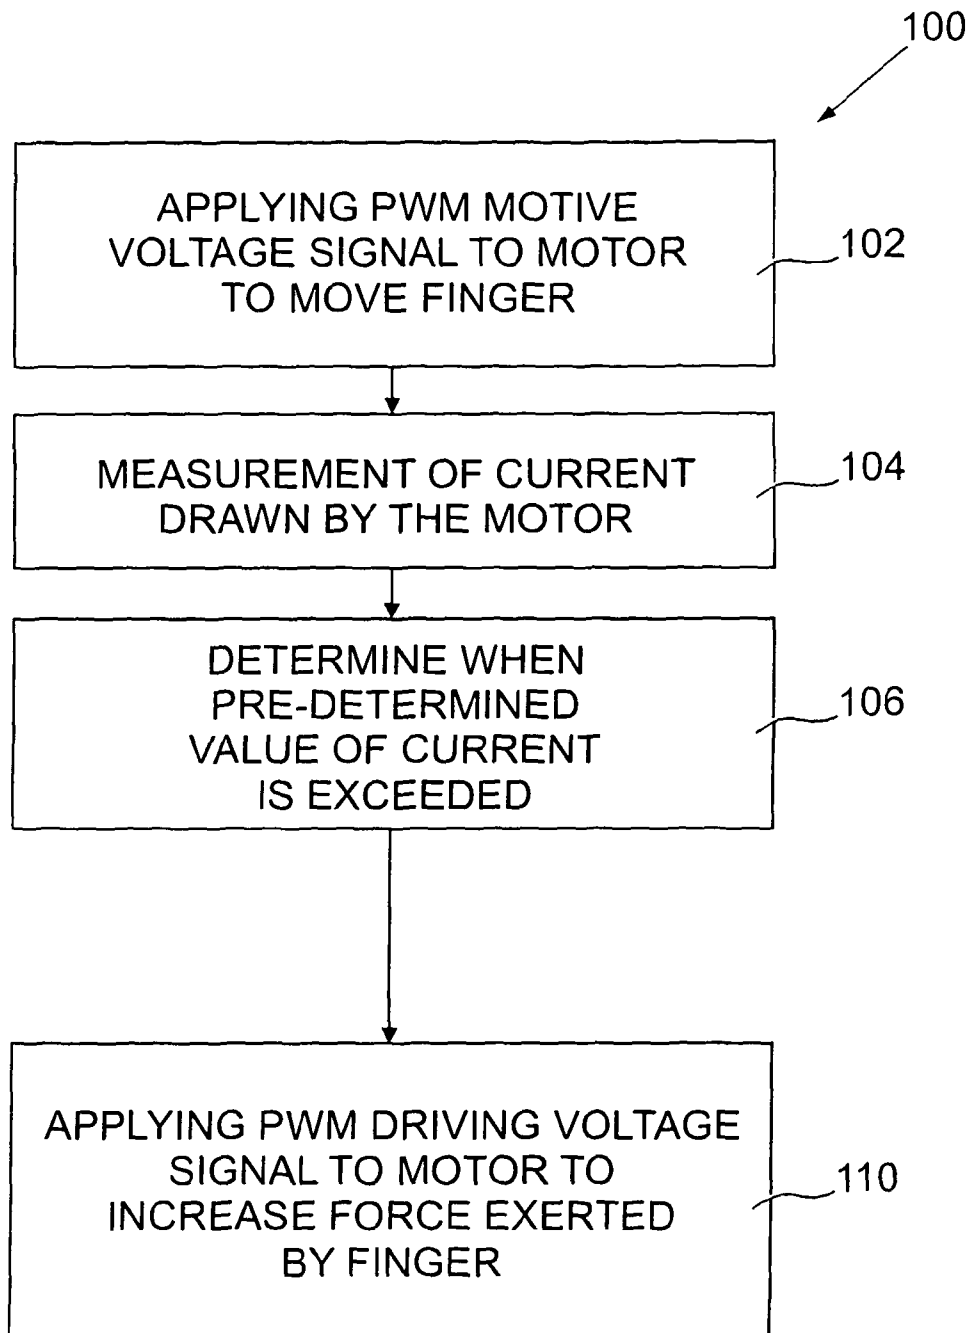 100
APPLYING PWM MOTIVE
VOLTAGE SIGNAL TO MOTOR
TO MOVE FINGER
102
MEASUREMENT OF CURRENT
DRAWN BY THE MOTOR
104
DETERMINE WHEN
PRE-DETERMINED
VALUE OF CURRENT
IS EXCEEDED
106
APPLYING PWM DRIVING VOLTAGE
SIGNAL TO MOTOR TO
INCREASE FORCE EXERTED
BY FINGER
110